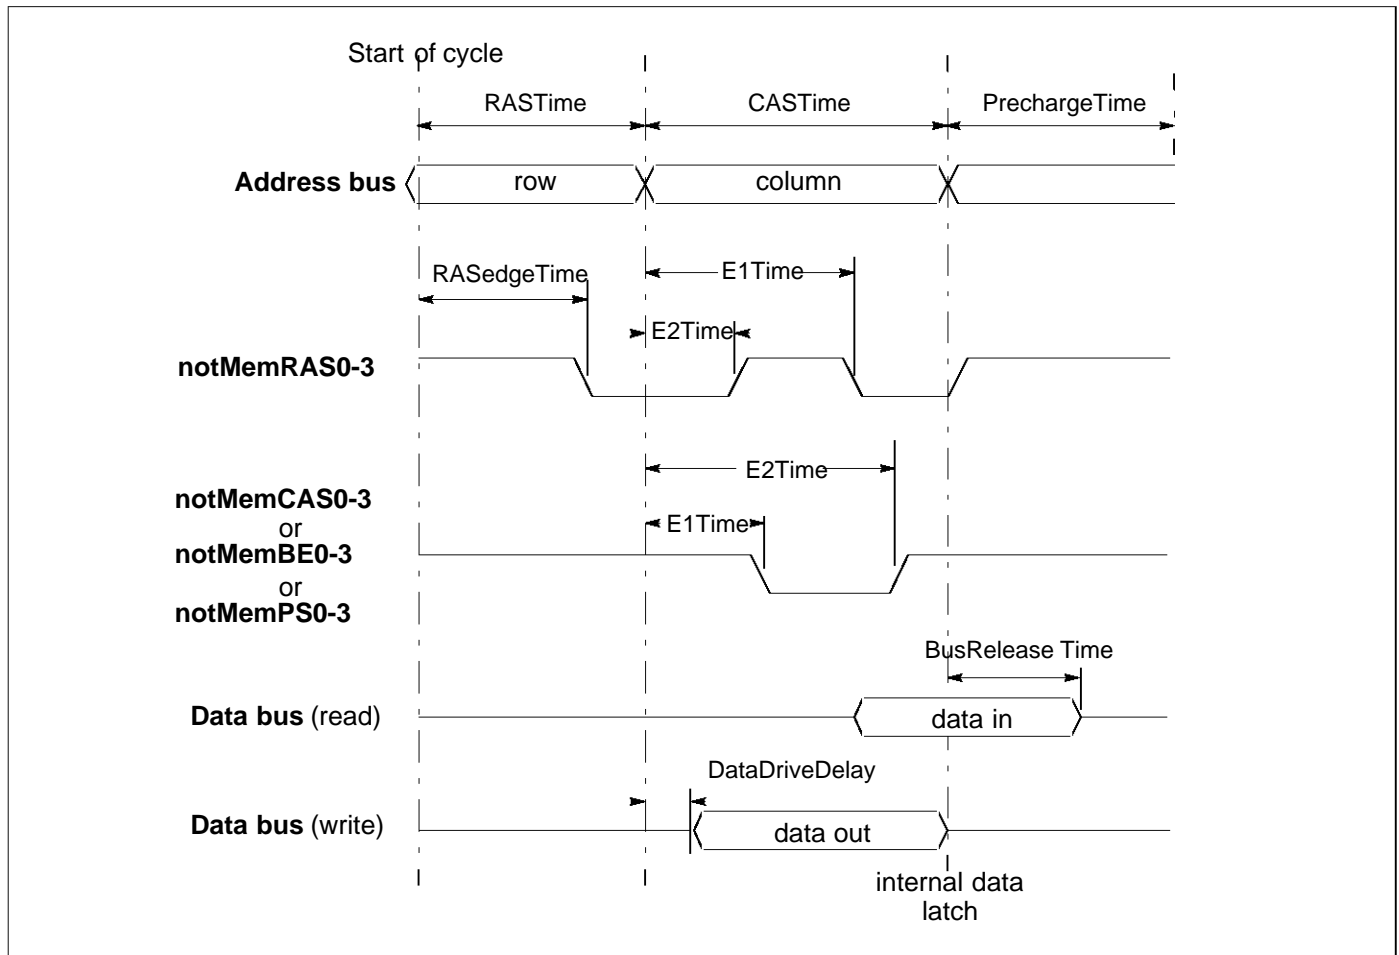 Start of cycle
RASTime
CASTime
PrechargeTime
Address bus
row
column
RASedgeTime
E1Time
E2Time
notMemRAS0-3
E2Time
notMemCAS0-3
or
E1Time
notMemBE0-3
or
notMemPS0-3
BusRelease Time
Data bus (read)
data in
DataDriveDelay
Data bus (write)
data out
internal data
latch